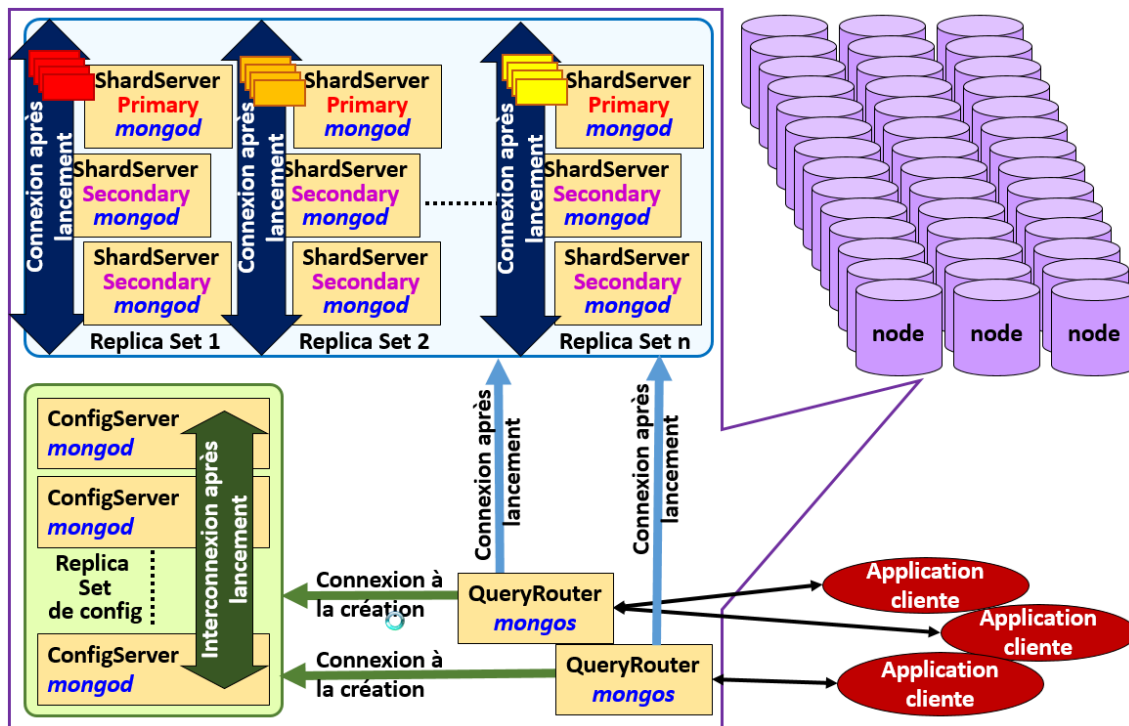 Connexion après
lancement
ShardServer
Primary
mongod
ShardServer
Secondary
mongod
ShardServer
Secondary
mongod
Replica Set 1
Connexion après
lancement
ShardServer
Primary
mongod
ShardServer
Secondary
mongod
ShardServer
Secondary
mongod
Replica Set 2
Connexion après
lancement
ShardServer
Primary
mongod
ShardServer
Secondary
mongod
ShardServer
Secondary
mongod
Replica Set n
node
node
node
ConfigServer
mongod
ConfigServer
mongod
Replica
Set
de config
ConfigServer
mongod
Interconnexion après
lancement
Connexion après
lancement
Connexion après
lancement
Connexion à
la création
QueryRouter
mongos
Connexion à
la création
QueryRouter
mongos
Application
cliente
Application
cliente
Application
cliente